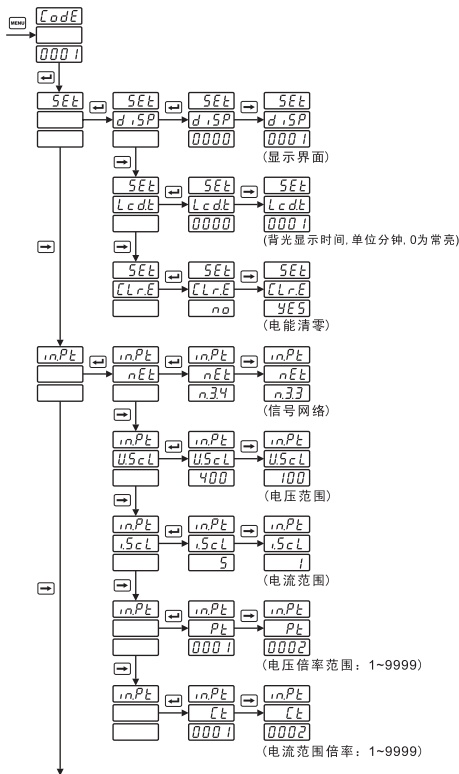 CodE
MENU
0001
SEt SEt SEt SEt
diSP diSP diSP
0000 0001
(显示界面)
SEt SEt SEt
Lcd.t Lcd.t Lcd.t
0000 0001
(背光显示时间, 单位分钟, 0为常亮)
SEt SEt SEt
CLr.E CLr.E CLr.E
no YES
(电能清零)
in.Pt in.Pt in.Pt in.Pt
nEt nEt nEt
n.3.4 n.3.3
(信号网络)
in.Pt in.Pt in.Pt
U.ScL U.ScL U.ScL
400 100
(电压范围)
in.Pt in.Pt in.Pt
i.ScL i.ScL i.ScL
5 1
(电流范围)
in.Pt in.Pt in.Pt
Pt Pt
0001 0002
(电压倍率范围：1~9999)
in.Pt in.Pt in.Pt
Ct Ct
0001 0002
(电流范围倍率：1~9999)